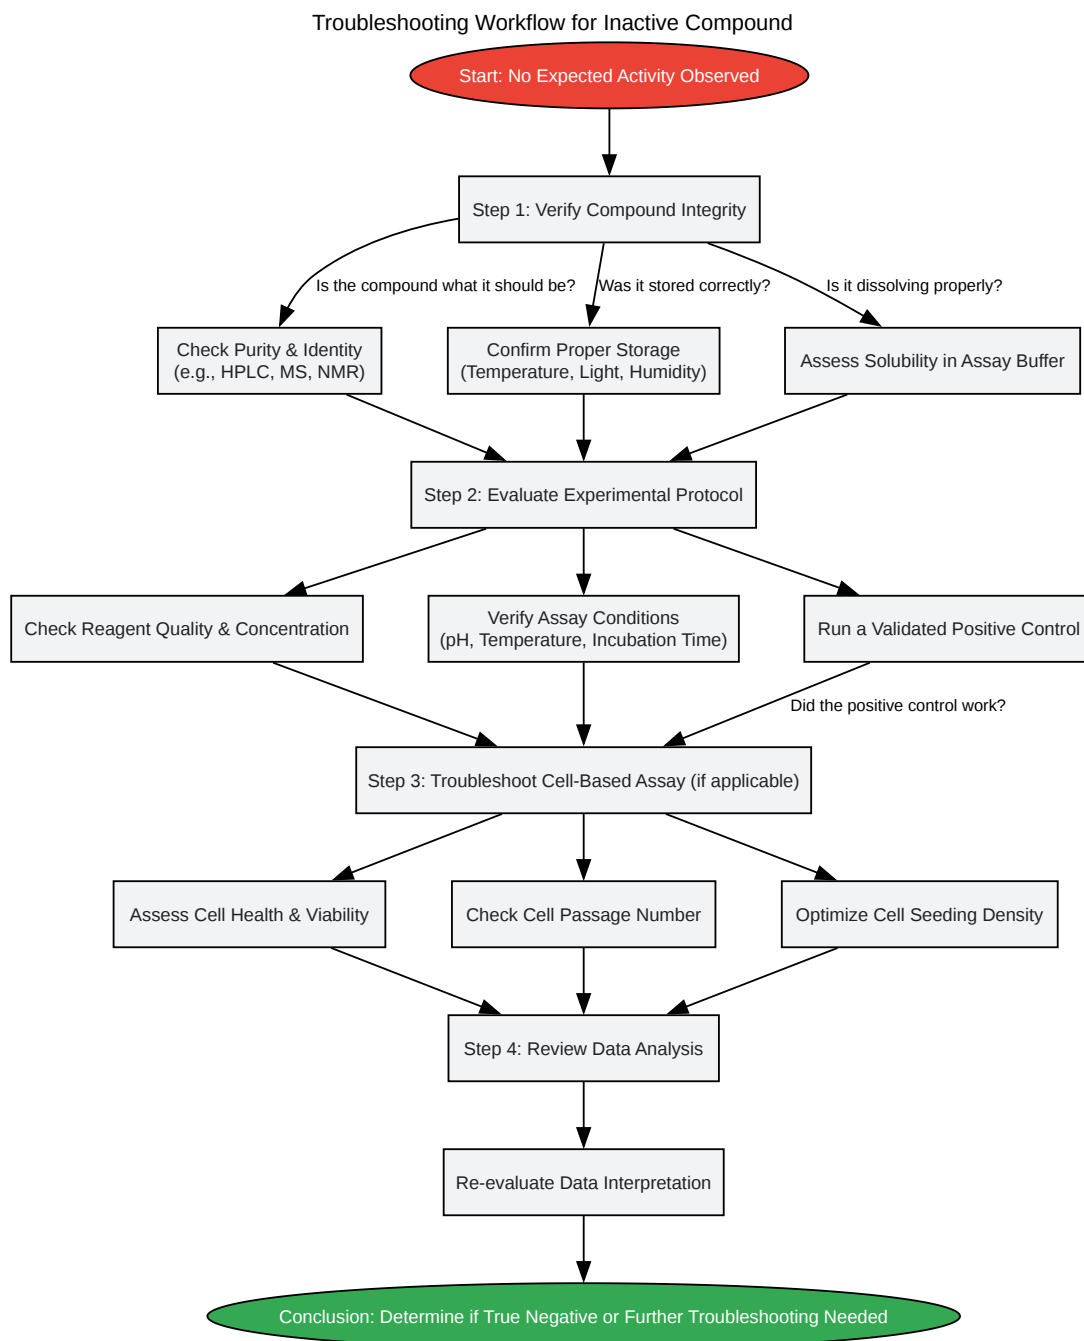 Troubleshooting Workflow for Inactive Compound
Start: No Expected Activity Observed
Step 1: Verify Compound Integrity
Is the compound what it should be?
Was it stored correctly?
Is it dissolving properly?
Check Purity & Identity
(e.g., HPLC, MS, NMR)
Confirm Proper Storage
(Temperature, Light, Humidity)
Assess Solubility in Assay Buffer
Step 2: Evaluate Experimental Protocol
Check Reagent Quality & Concentration
Verify Assay Conditions
(pH, Temperature, Incubation Time)
Run a Validated Positive Control
Did the positive control work?
Step 3: Troubleshoot Cell-Based Assay (if applicable)
Assess Cell Health & Viability
Check Cell Passage Number
Optimize Cell Seeding Density
Step 4: Review Data Analysis
Re-evaluate Data Interpretation
Conclusion: Determine if True Negative or Further Troubleshooting Needed